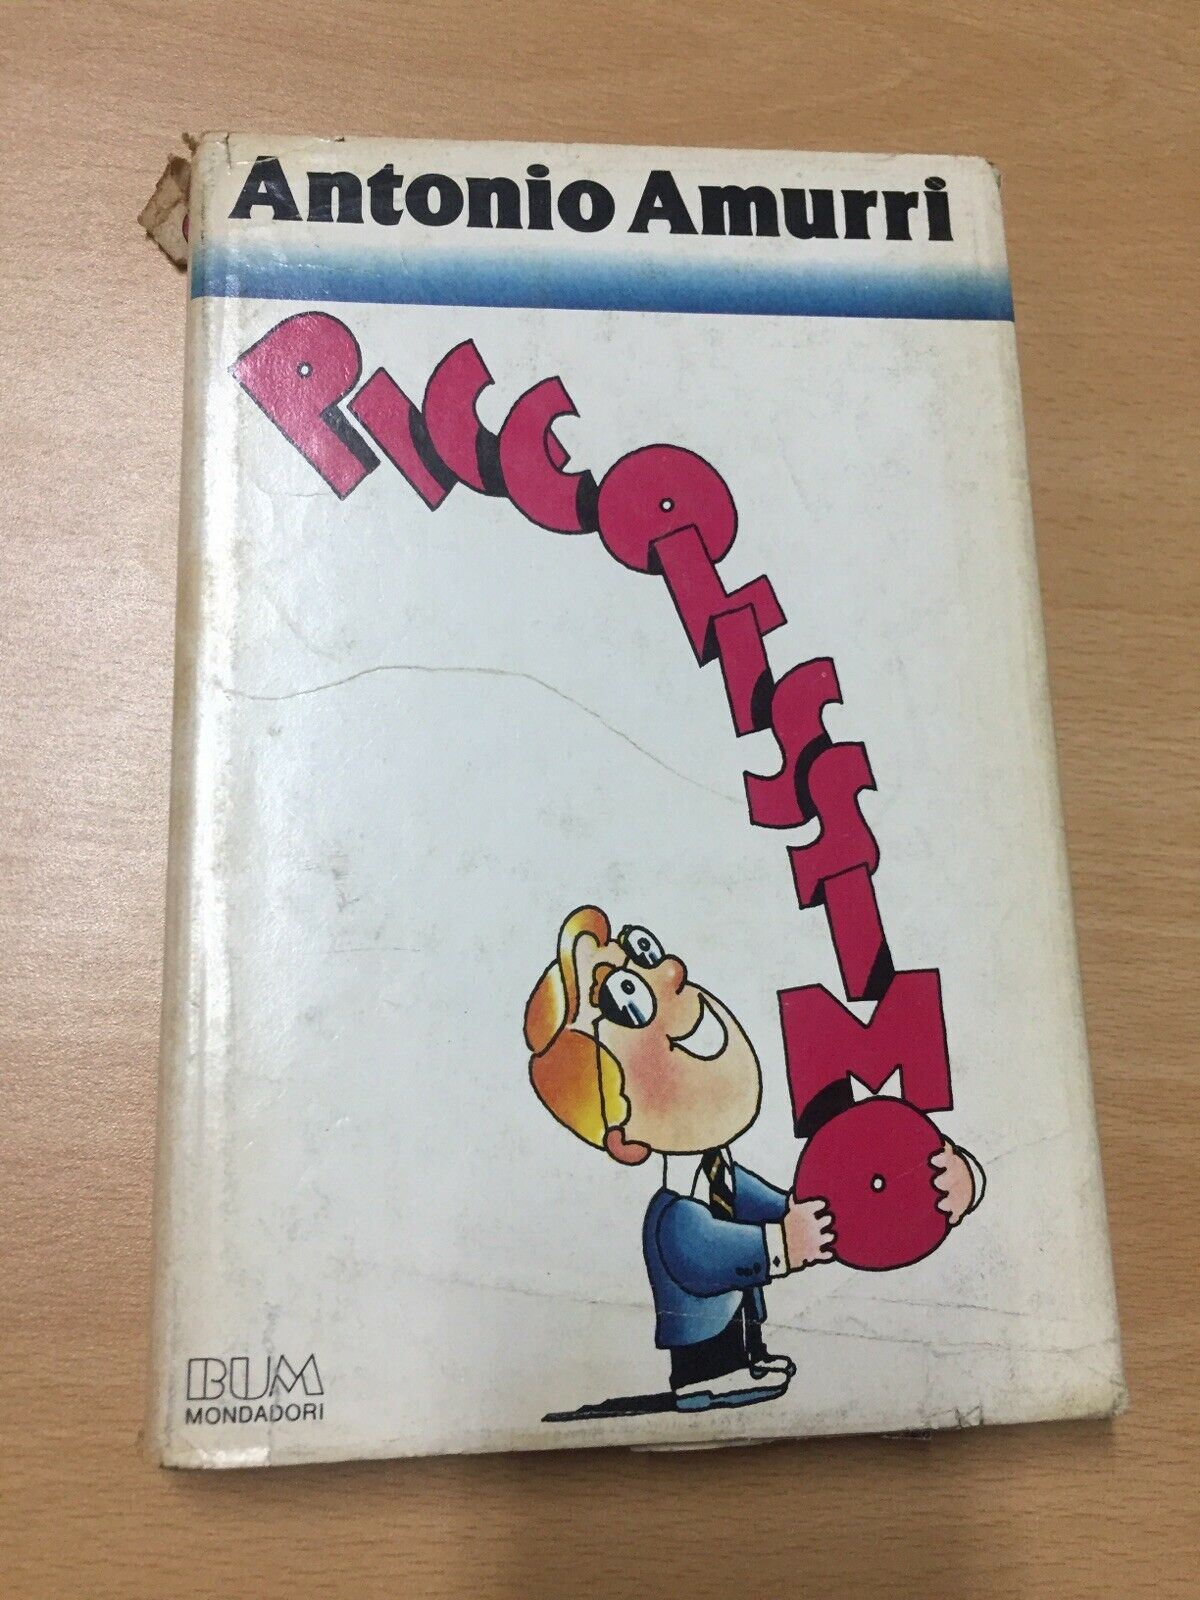 Antonio Amurri
PICCOLISSIMO
BUM
MONDADORI